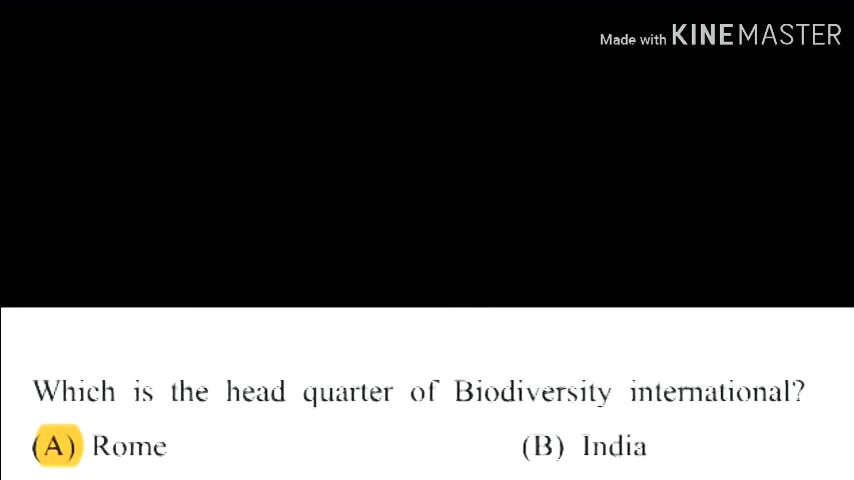 Made with KINEMASTER
Which is the head quarter of Biodiversity international?
(A) Rome (B) India